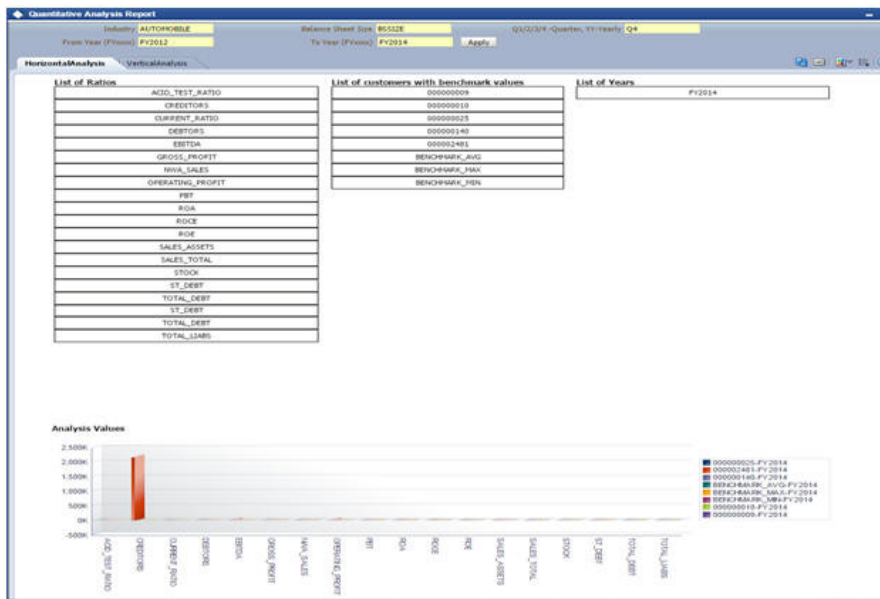 Quantitative Analysis Report
Industry AUTOMOBILE
Balance Sheet Size BSSIZE
Q1/2/3/4 -Quarter, YY-Yearly Q4
From Year (FYxxxx) FY2012
To Year (FYxxxx) FY2014
Apply
HorizontalAnalysis
VerticalAnalysis
List of Ratios
ACID_TEST_RATIO
CREDITORS
CURRENT_RATIO
DEBTORS
EBITDA
GROSS_PROFIT
NWA_SALES
OPERATING_PROFIT
PBT
ROA
ROCE
ROE
SALES_ASSETS
SALES_TOTAL
STOCK
ST_DEBT
TOTAL_DEBT
ST_DEBT
TOTAL_DEBT
TOTAL_LIABS
List of customers with benchmark values
000000009
000000010
000000025
000000140
000002481
BENCHMARK_AVG
BENCHMARK_MAX
BENCHMARK_MIN
List of Years
FY2014
Analysis Values
2,500K
2,000K
1,500K
1,000K
500K
0K
-500K
ACID_TEST_RATIO
CREDITORS
CURRENT_RATIO
DEBTORS
EBITDA
GROSS_PROFIT
NWA_SALES
OPERATING_PROFIT
PBT
ROA
ROCE
ROE
SALES_ASSETS
SALES_TOTAL
STOCK
ST_DEBT
TOTAL_DEBT
TOTAL_LIABS
000000025-FY2014
000002481-FY2014
000000140-FY2014
BENCHMARK_AVG-FY2014
BENCHMARK_MAX-FY2014
BENCHMARK_MIN-FY2014
000000010-FY2014
000000009-FY2014